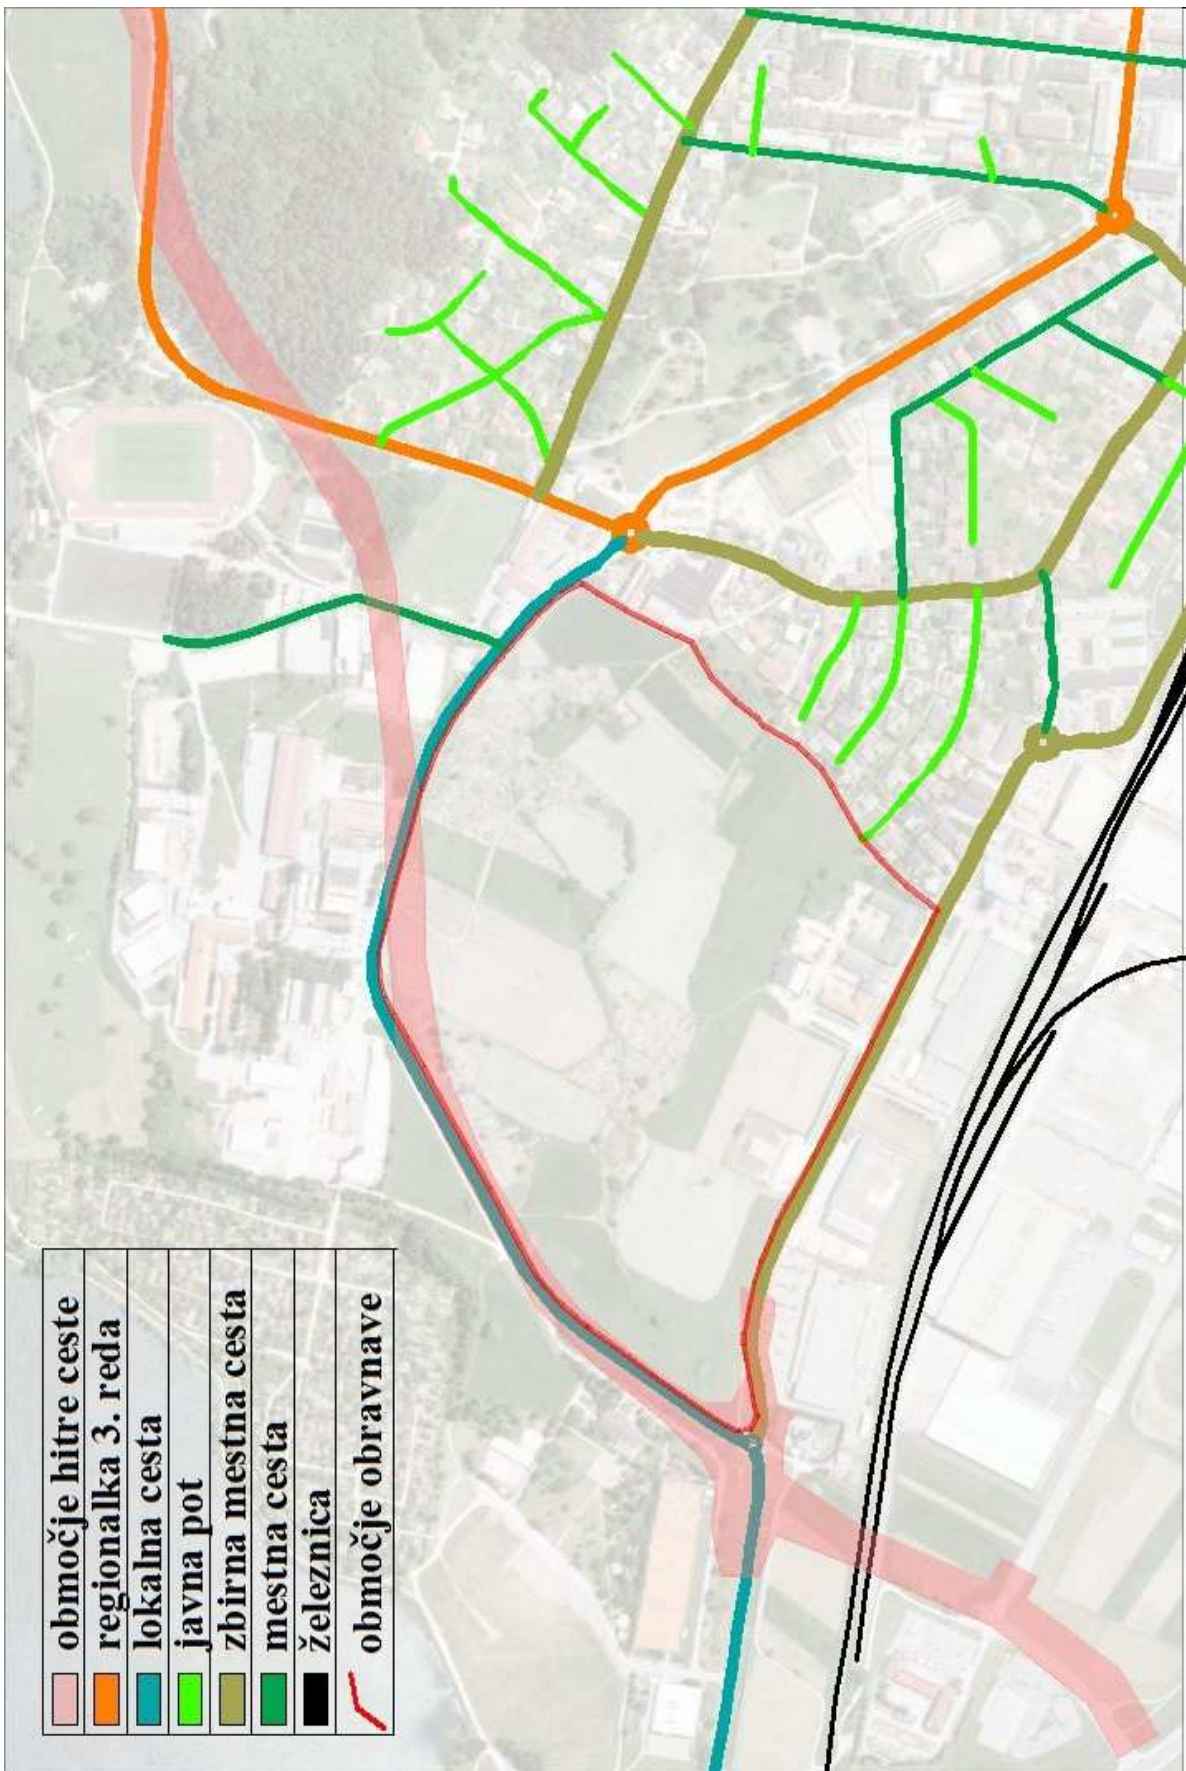 območje hitre ceste
regionalka 3. reda
lokalna cesta
javna pot
zbirna mestna cesta
mestna cesta
železnica
območje obravnave